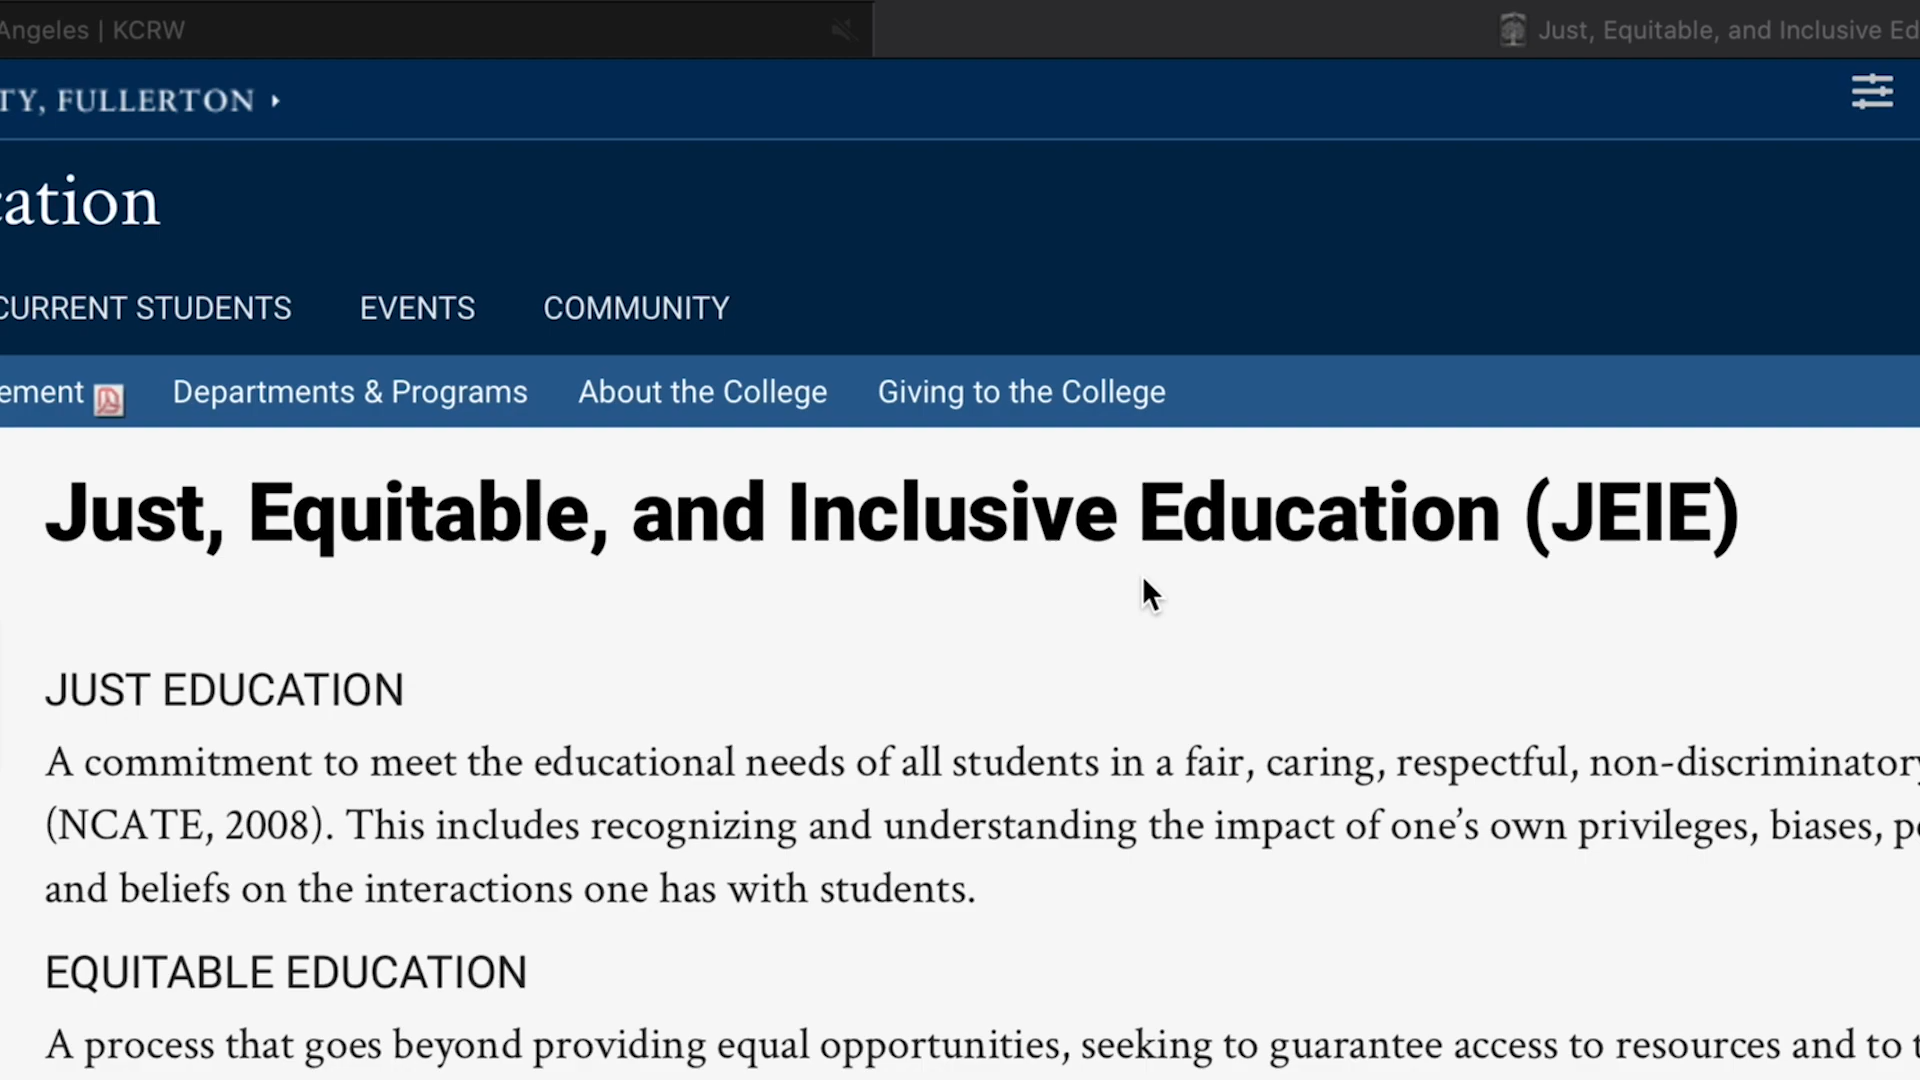 Angeles | KCRW
Just, Equitable, and Inclusive Ed
TY, FULLERTON
cation
CURRENT STUDENTS EVENTS COMMUNITY
ement Departments & Programs About the College Giving to the College
Just, Equitable, and Inclusive Education (JEIE)
JUST EDUCATION
A commitment to meet the educational needs of all students in a fair, caring, respectful, non-discriminatory
(NCATE, 2008). This includes recognizing and understanding the impact of one’s own privileges, biases, pe
and beliefs on the interactions one has with students.
EQUITABLE EDUCATION
A process that goes beyond providing equal opportunities, seeking to guarantee access to resources and to t